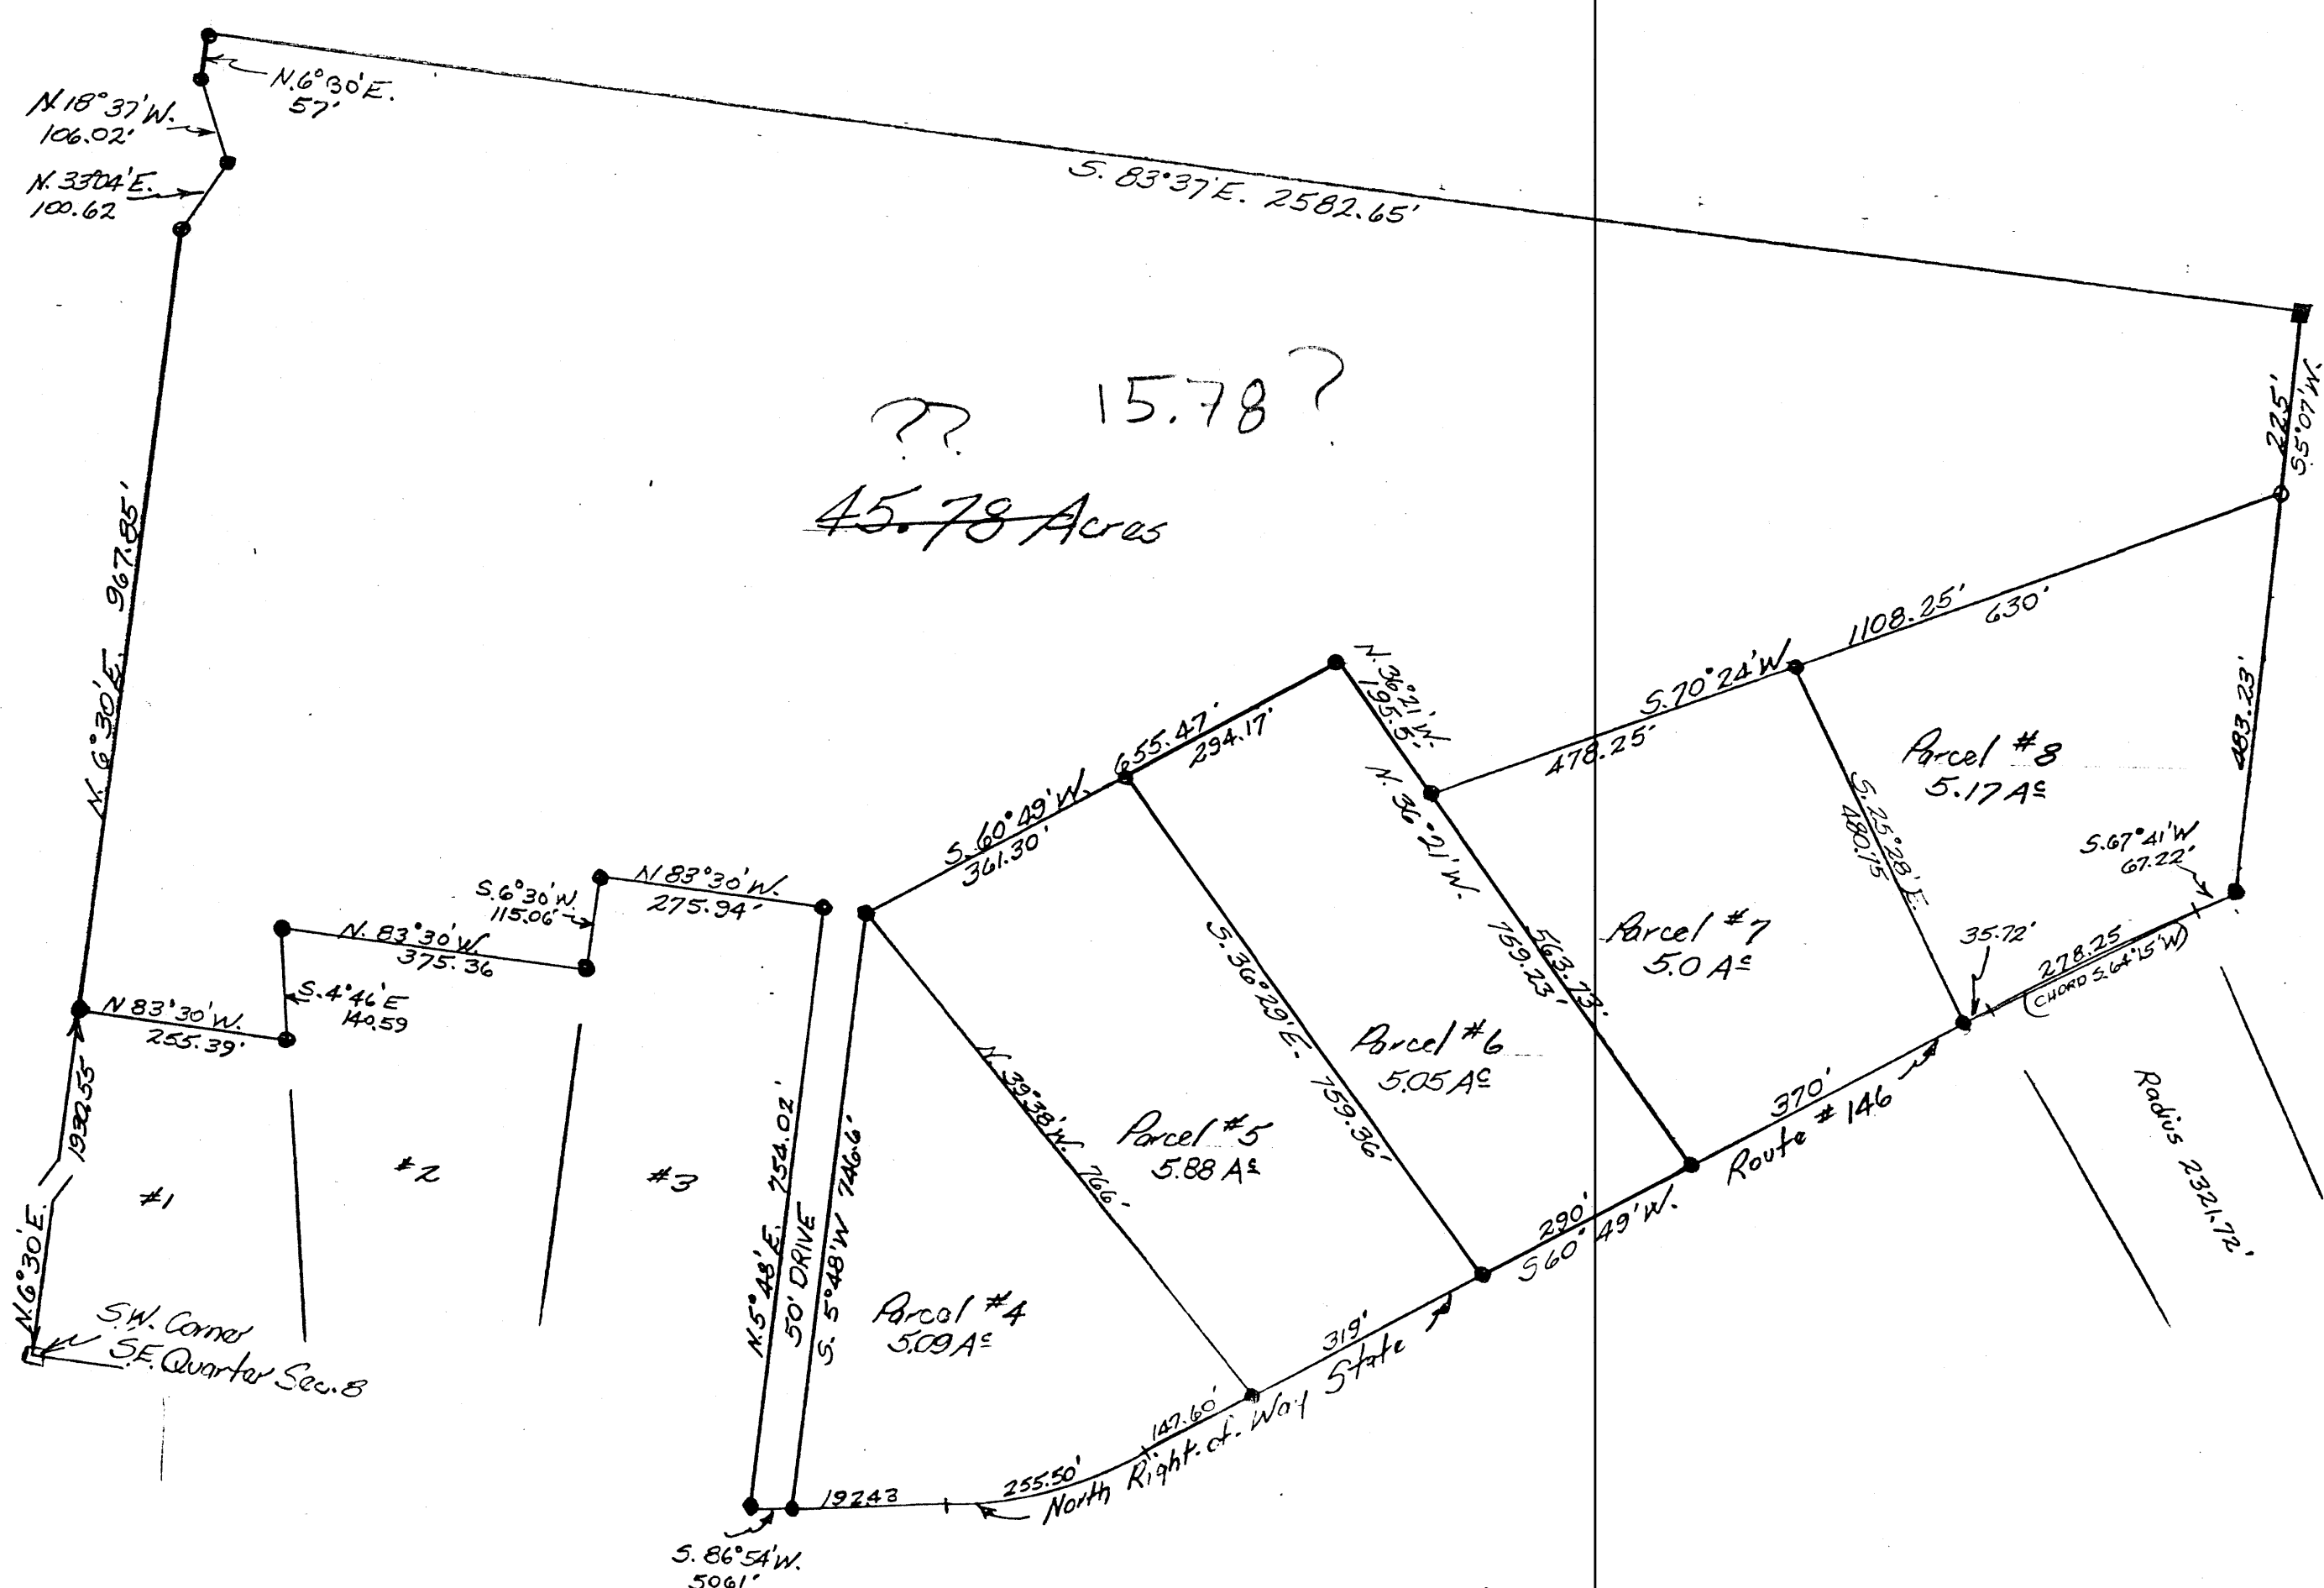 N.6°30'E.
57'
N.18°37'W.
106.02'
N.33°04'E.
100.62
S. 83°37'E. 2582.65'
?? 15.78?
45.78 Acres
225'
S.5°07'W.
N.6°30'E. 967.85'
1108.25'
630'
S.70°24'W.
478.25'
N.36°21'W.
195.5'
655.47'
294.17'
S.60°49'W.
361.30'
Parcel #8
5.17 Ac
483.23'
S.67°41'W
67.22'
S.25°28'E.
480.75
N.36°21'W. 759.23'
563.73'
Parcel #7
5.0 Ac
35.72'
278.25
(CHORD S.64°15'W)
N83°30'W.
275.94'
S.6°30'W.
115.06'
N.83°30'W.
375.36
S.4°46'E
140.59
N83°30'W.
255.39'
S.36°29'E. 759.36'
Parcel #6
5.05 Ac
N.39°38'W. 766'
Parcel #5
5.88 Ac
370'
Route #146
Radius 2321.72'
1930.55
N.6°30'E.
#1
#2
#3
N.5°48'E. 754.02'
50' DRIVE
S.5°48'W 746.6'
Parcel #4
5.09 Ac
290'
S60°49'W.
319'
S.W. Corner
S.E. Quarter Sec. 8
147.60'
255.50'
North Right-of-Way State
192.43
S.86°54'W.
50.61'